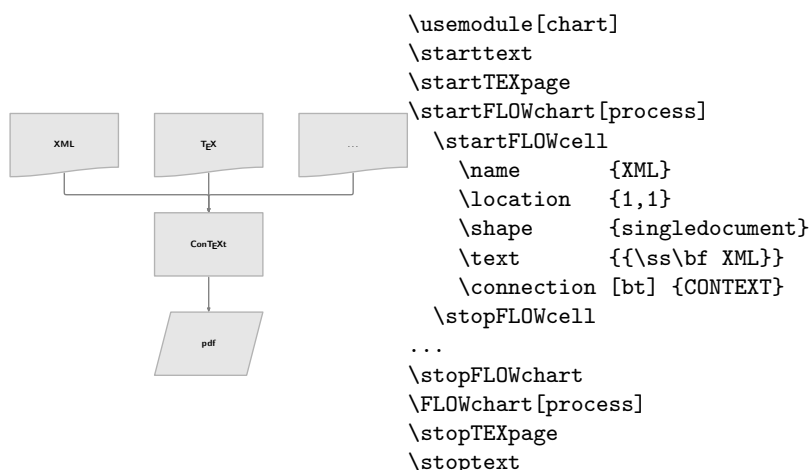 XML
TEX
...
ConTEXt
pdf
\usemodule[chart]
\starttext
\startTEXpage
\startFLOWchart[process]
  \startFLOWcell
    \name       {XML}
    \location   {1,1}
    \shape      {singledocument}
    \text       {{\ss\bf XML}}
    \connection [bt] {CONTEXT}
  \stopFLOWcell
...
\stopFLOWchart
\FLOWchart[process]
\stopTEXpage
\stoptext